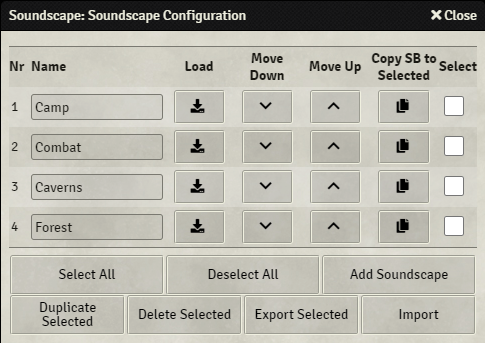 Soundscape: Soundscape Configuration Close
Nr Name Load Move Down Move Up Copy SB to Selected Select
1 Camp
2 Combat
3 Caverns
4 Forest
Select All Deselect All Add Soundscape
Duplicate Selected Delete Selected Export Selected Import